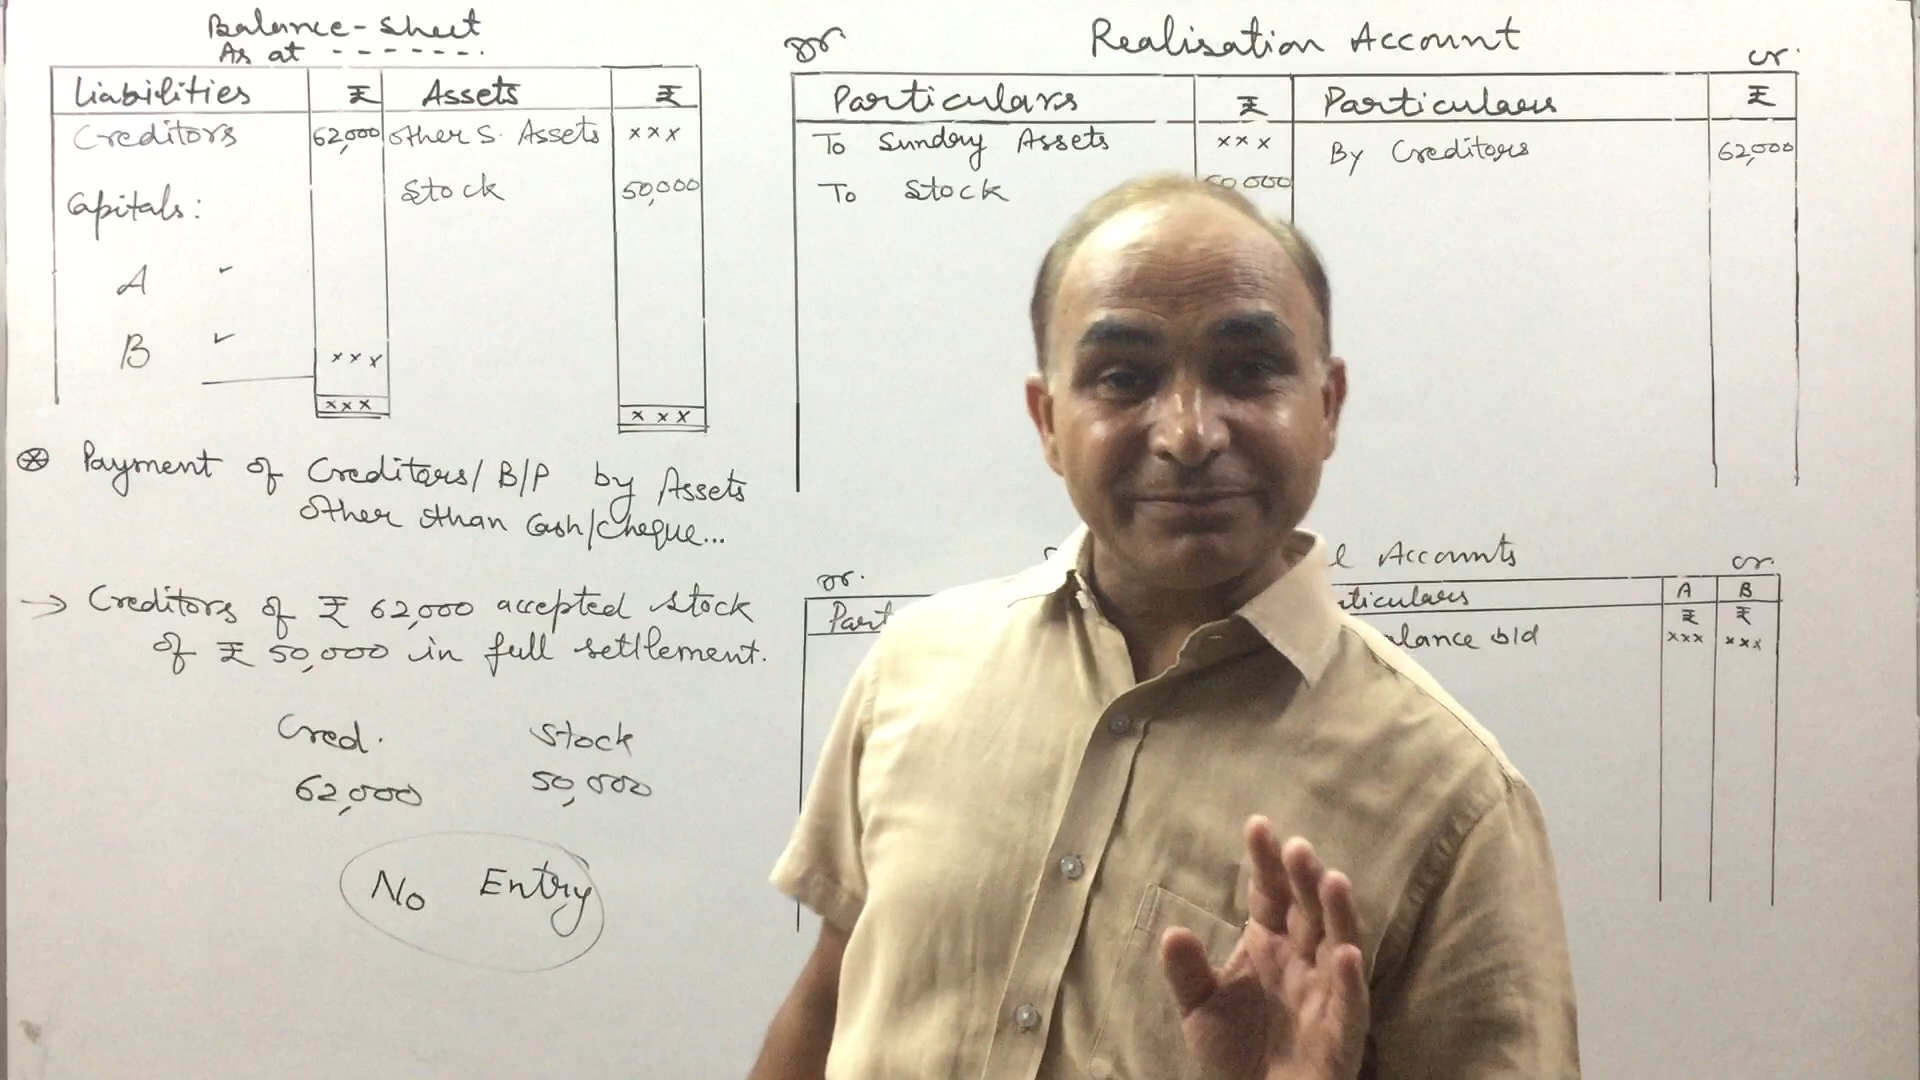 Balance-Sheet
As at -------.
Liabilities ₹ Assets ₹
Creditors 62,000 other S. Assets xxx
Stock 50,000
Capitals:
A
B xxx
xxx xxx
⊛ Payment of Creditors/B/P by Assets
other than Cash/Cheque...
→ Creditors of ₹ 62,000 accepted stock
of ₹ 50,000 in full settlement.
Cred. Stock
62,000 50,000
No Entry
Dr. Realisation Account Cr.
Particulars ₹ Particulars ₹
To Sundry Assets xxx By Creditors 62,000
To Stock 50,000
Dr. Accounts Cr.
A B
₹ ₹
b/d xxx xxx